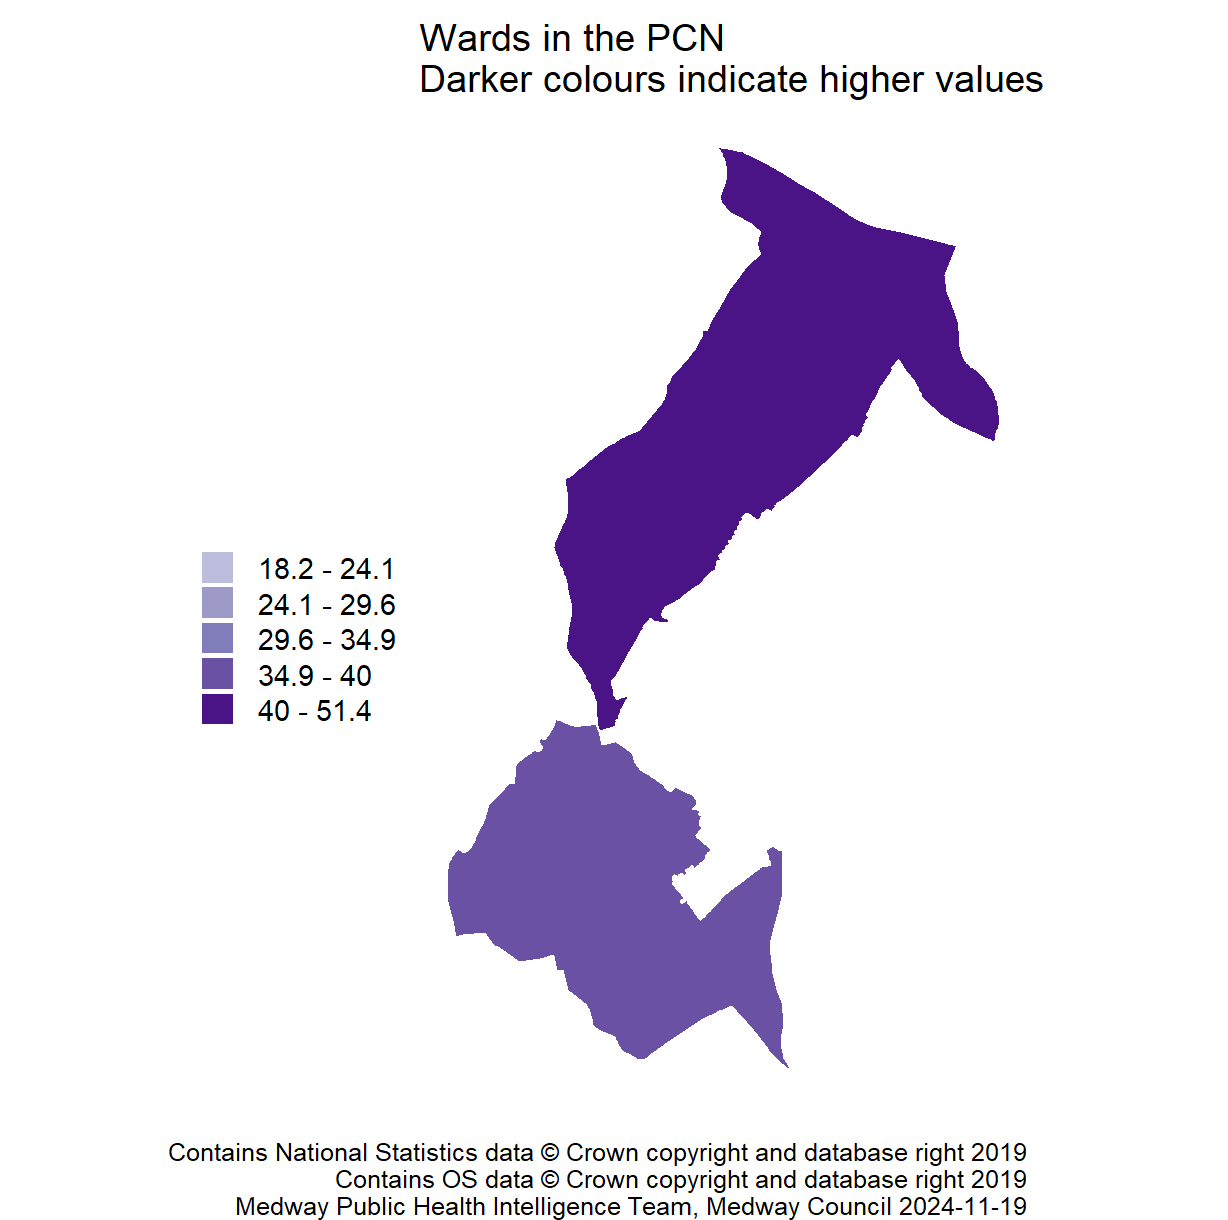 Wards in the PCN
Darker colours indicate higher values
18.2 - 24.1
24.1 - 29.6
29.6 - 34.9
34.9 - 40
40 - 51.4
Contains National Statistics data © Crown copyright and database right 2019
Contains OS data © Crown copyright and database right 2019
Medway Public Health Intelligence Team, Medway Council 2024-11-19